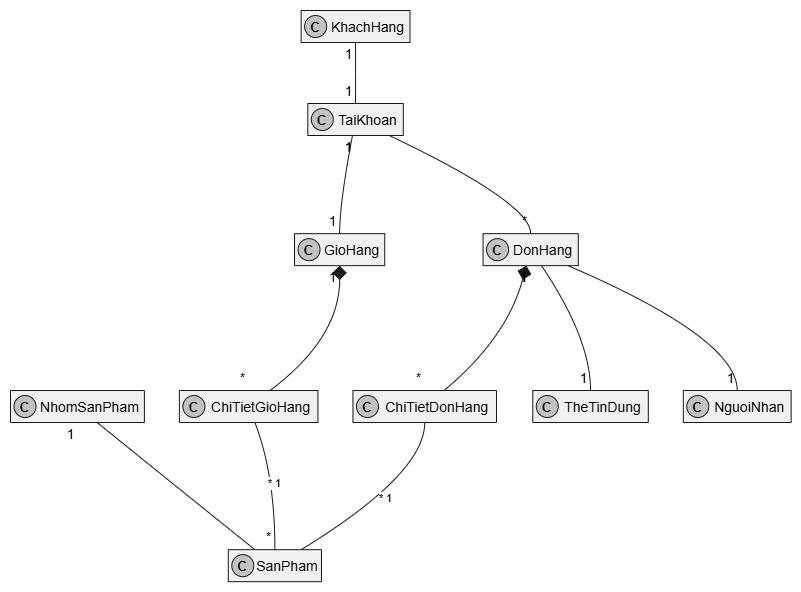 C KhachHang
1
1
C TaiKhoan
1
1
*
C GioHang
C DonHang
1
1
*
*
1
1
C NhomSanPham
C ChiTietGioHang
C ChiTietDonHang
C TheTinDung
C NguoiNhan
1
* 1
* 1
*
C SanPham